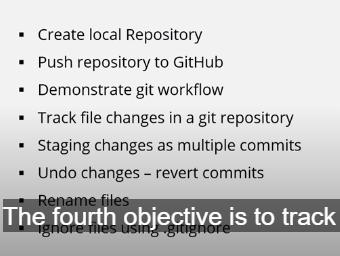 ▪ Create local Repository
▪ Push repository to GitHub
▪ Demonstrate git workflow
▪ Track file changes in a git repository
▪ Staging changes as multiple commits
▪ Undo changes – revert commits
▪ Rename files
The fourth objective is to track
▪ Ignore files using .gitignore